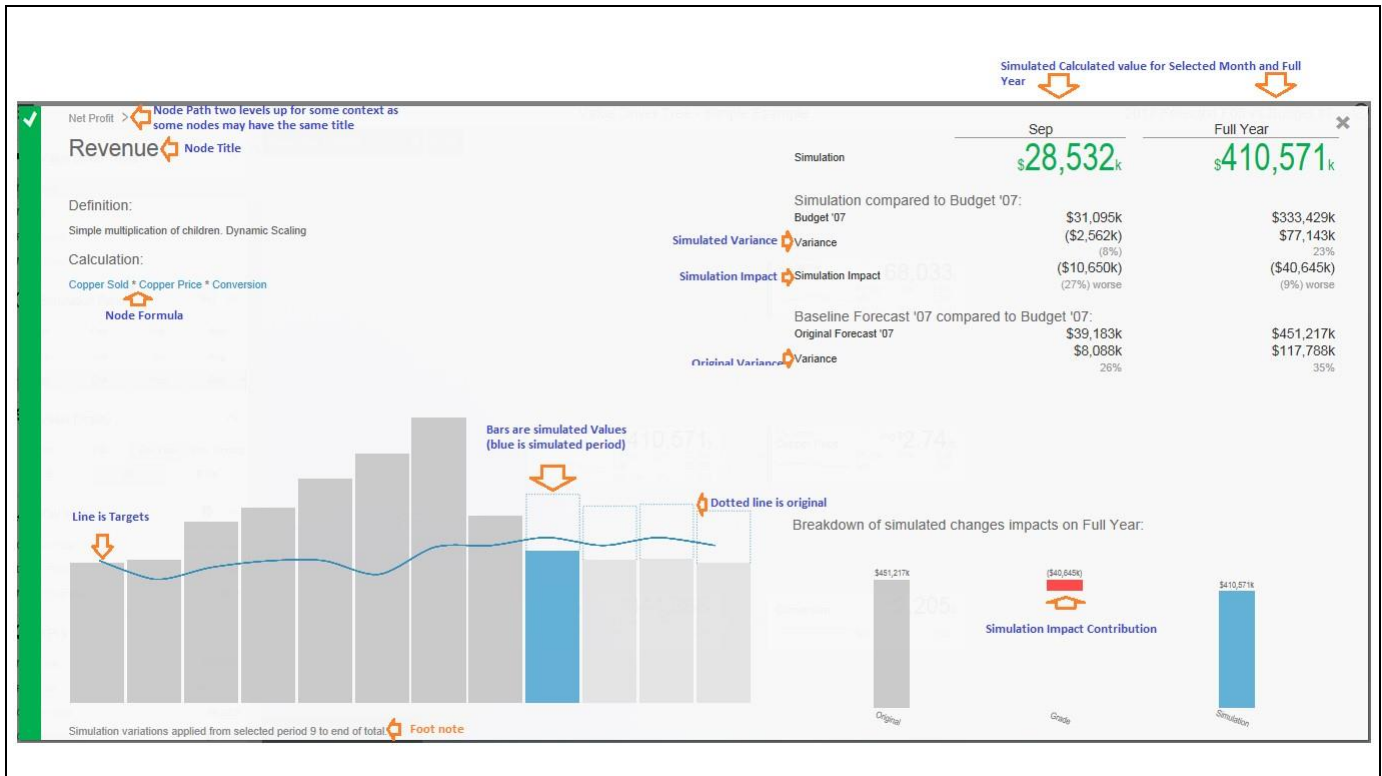 Simulated Calculated value for Selected Month and Full
Year
Net Profit >
Node Path two levels up for some context as
some nodes may have the same title
Revenue
Node Title
Sep
Full Year
Simulation
$28,532k
$410,571k
Definition:
Simple multiplication of children. Dynamic Scaling
Calculation:
Copper Sold * Copper Price * Conversion
Node Formula
Simulation compared to Budget '07:
Budget '07
$31,095k
$333,429k
Simulated Variance
Variance
($2,562k)
$77,143k
(8%)
23%
Simulation Impact
Simulation Impact
($10,650k)
($40,645k)
(27%) worse
(9%) worse
Baseline Forecast '07 compared to Budget '07:
Original Forecast '07
$39,183k
$451,217k
Original Variance
Variance
$8,088k
$117,788k
26%
35%
Bars are simulated Values
(blue is simulated period)
Line is Targets
Dotted line is original
Breakdown of simulated changes impacts on Full Year:
$451,217k
($40,645k)
$410,571k
Simulation Impact Contribution
Original
Grade
Simulation
Simulation variations applied from selected period 9 to end of total.
Foot note